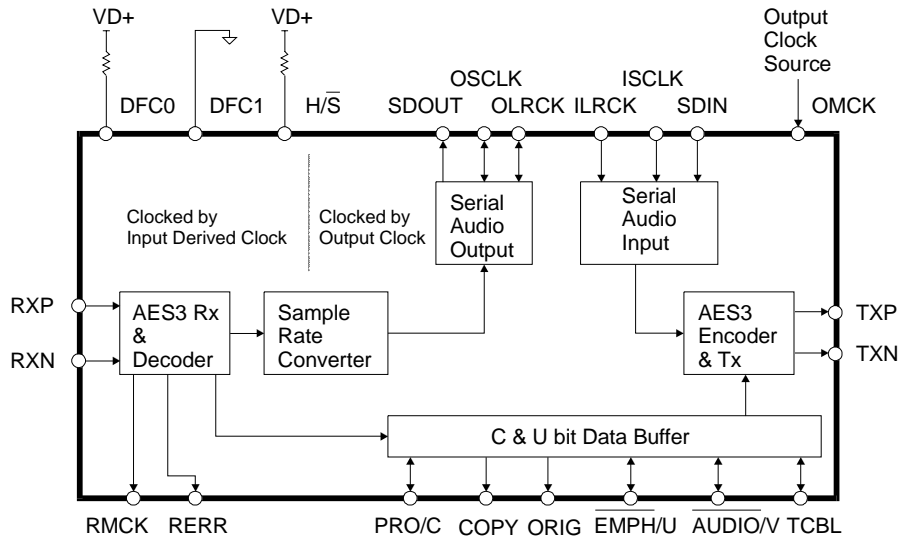 VD+
VD+
Output
Clock
Source
OSCLK
ISCLK
DFC0
DFC1
H/S̅
SDOUT
OLRCK
ILRCK
SDIN
OMCK
Clocked by
Input Derived Clock
Clocked by
Output Clock
Serial
Audio
Output
Serial
Audio
Input
RXP
RXN
AES3 Rx
&
Decoder
Sample
Rate
Converter
AES3
Encoder
& Tx
TXP
TXN
C & U bit Data Buffer
RMCK
RERR
PRO/C
COPY
ORIG
E̅M̅P̅H̅/U
A̅U̅D̅I̅O̅/V
TCBL